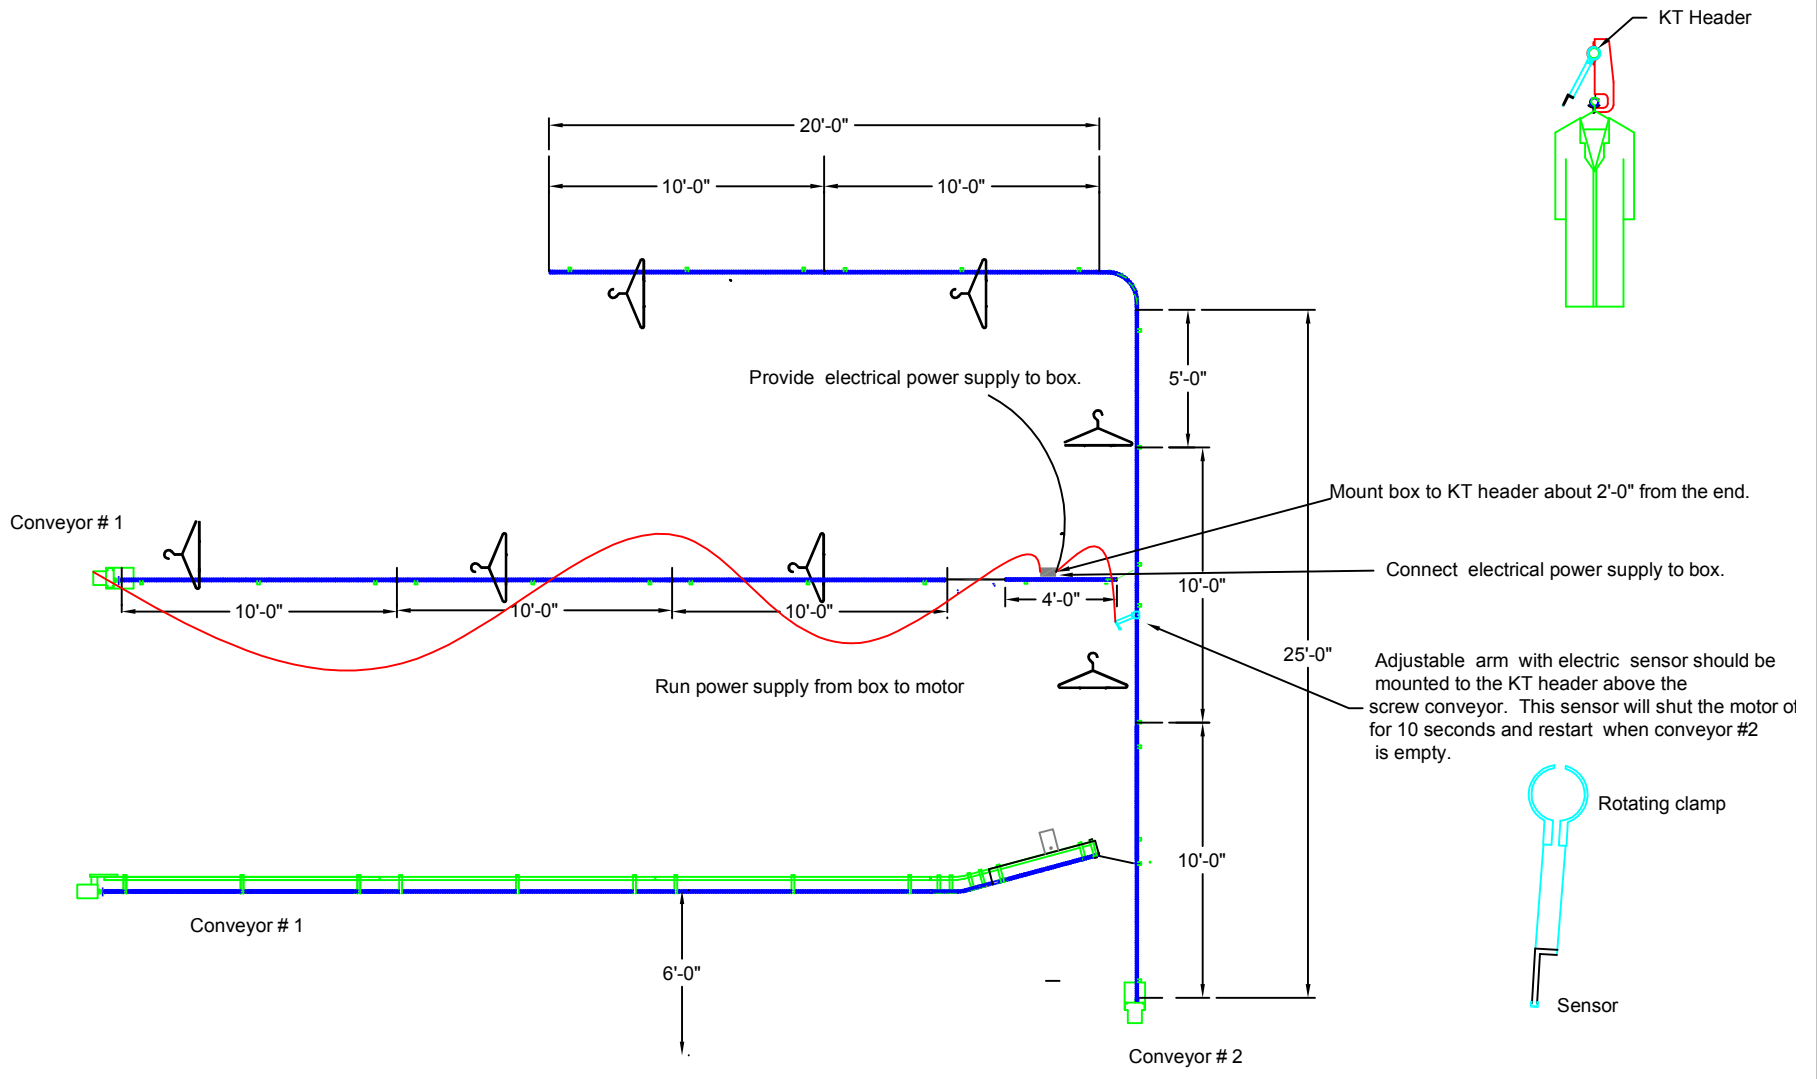 KT Header
20'-0"
10'-0"
10'-0"
Provide electrical power supply to box.
5'-0"
Mount box to KT header about 2'-0" from the end.
Conveyor # 1
Connect electrical power supply to box.
10'-0"
10'-0"
10'-0"
4'-0"
10'-0"
25'-0"
Run power supply from box to motor
Adjustable arm with electric sensor should be
mounted to the KT header above the
screw conveyor. This sensor will shut the motor of
for 10 seconds and restart when conveyor #2
is empty.
Rotating clamp
10'-0"
Conveyor # 1
6'-0"
Sensor
Conveyor # 2